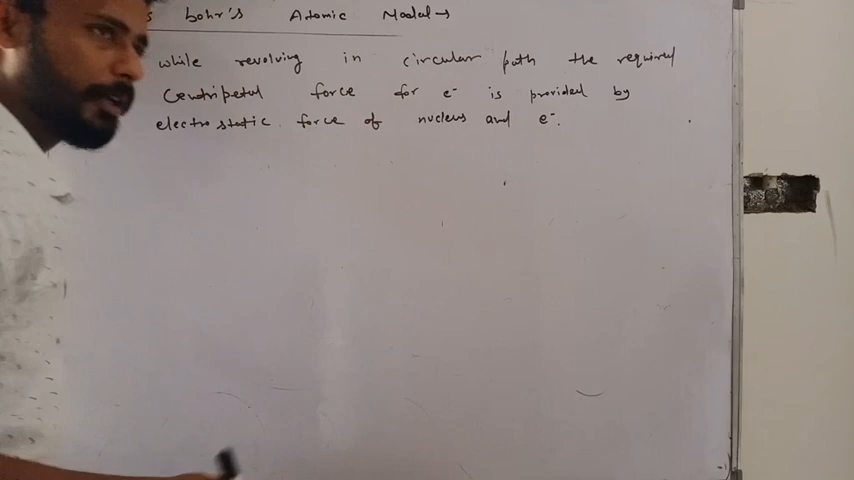 s bohr's Atomic Model→
while revolving in circular path the required
Centripetal force for e⁻ is provided by
electrostatic force of nucleus and e⁻.